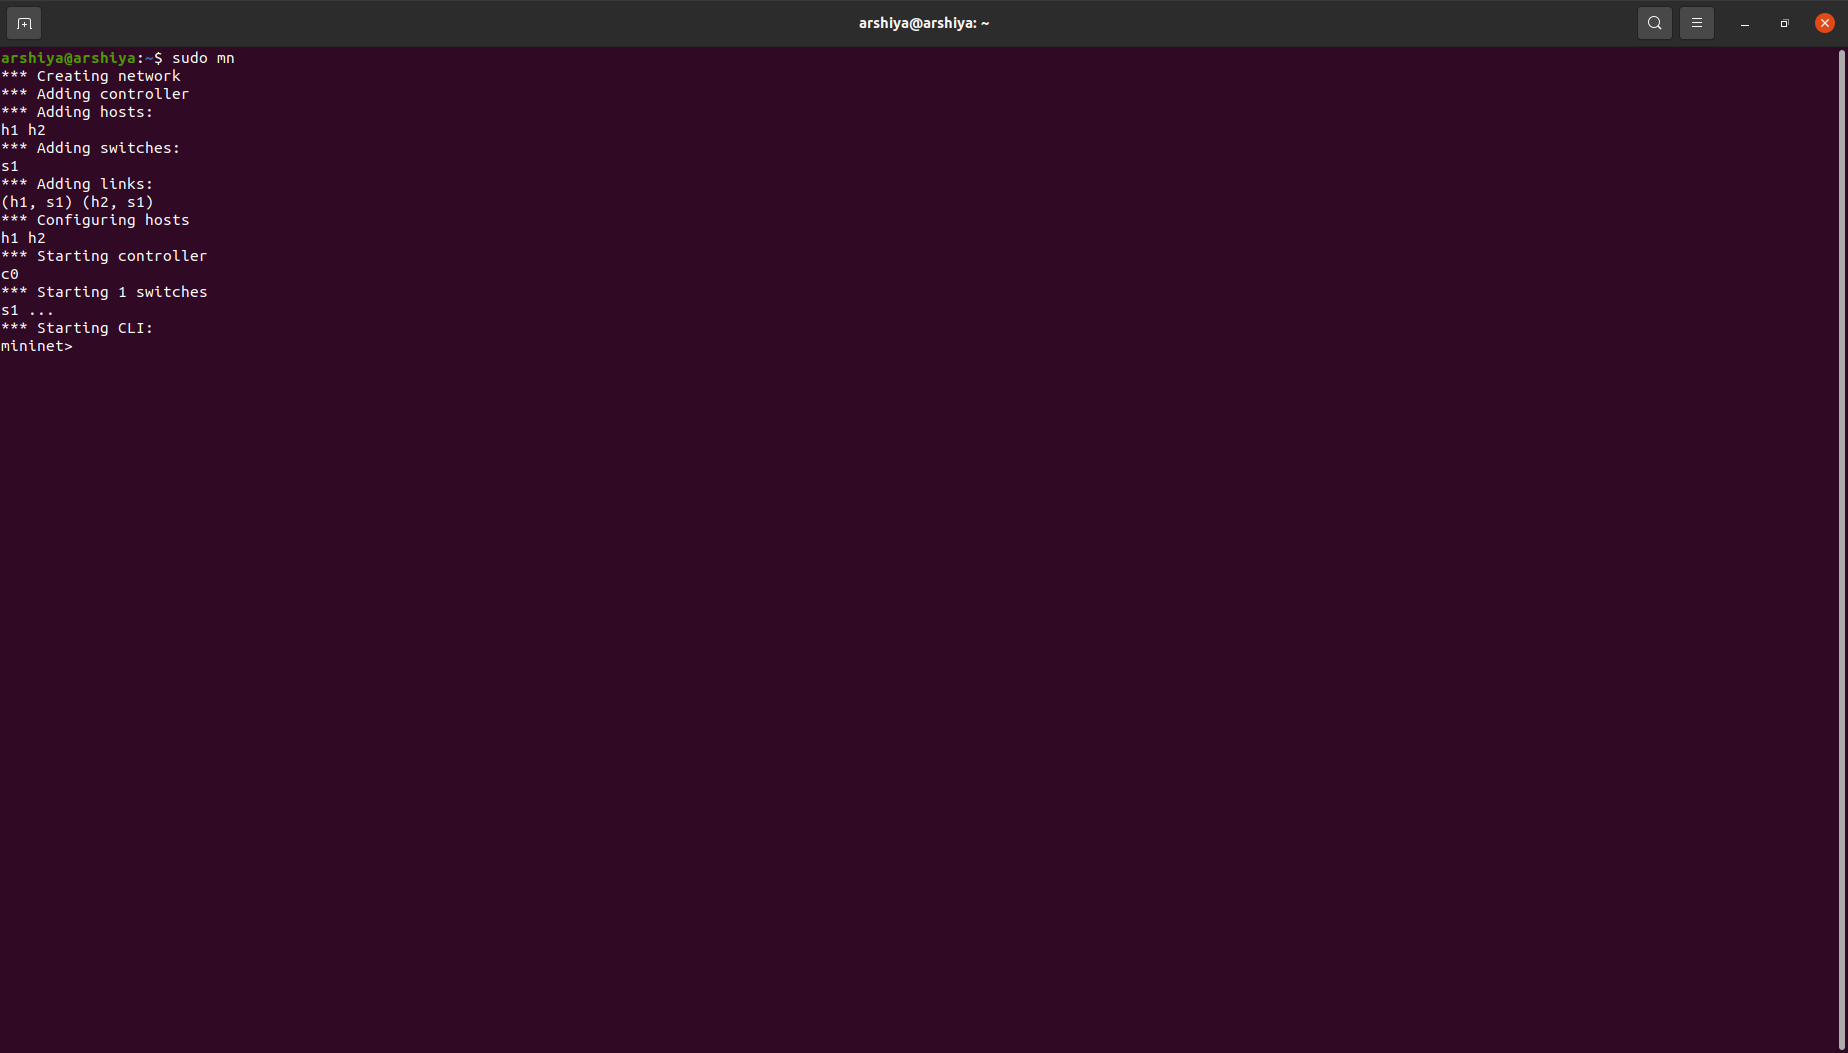 arshiya@arshiya: ~
arshiya@arshiya:~$ sudo mn
*** Creating network
*** Adding controller
*** Adding hosts:
h1 h2
*** Adding switches:
s1
*** Adding links:
(h1, s1) (h2, s1)
*** Configuring hosts
h1 h2
*** Starting controller
c0
*** Starting 1 switches
s1 ...
*** Starting CLI:
mininet>